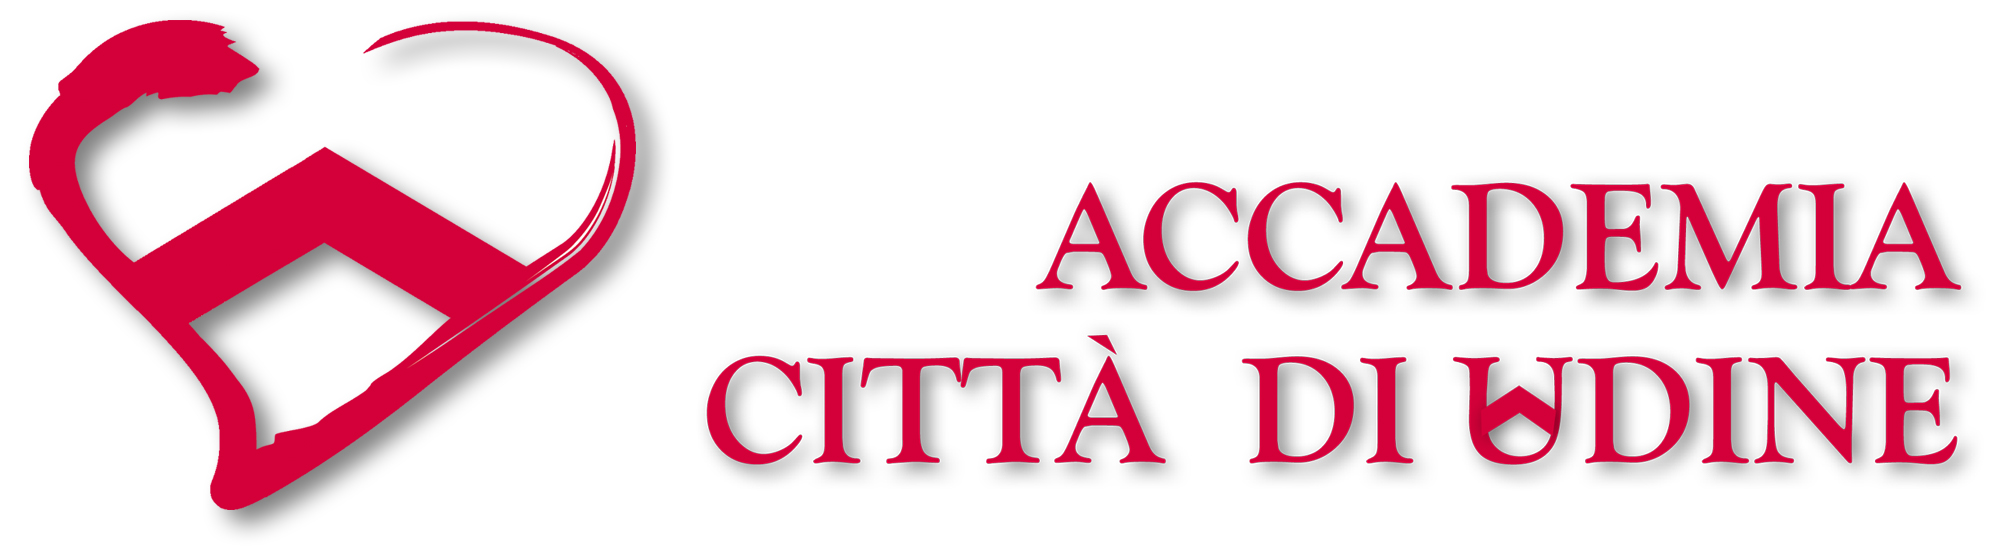 ACCADEMIA
CITTÀ DI UDINE